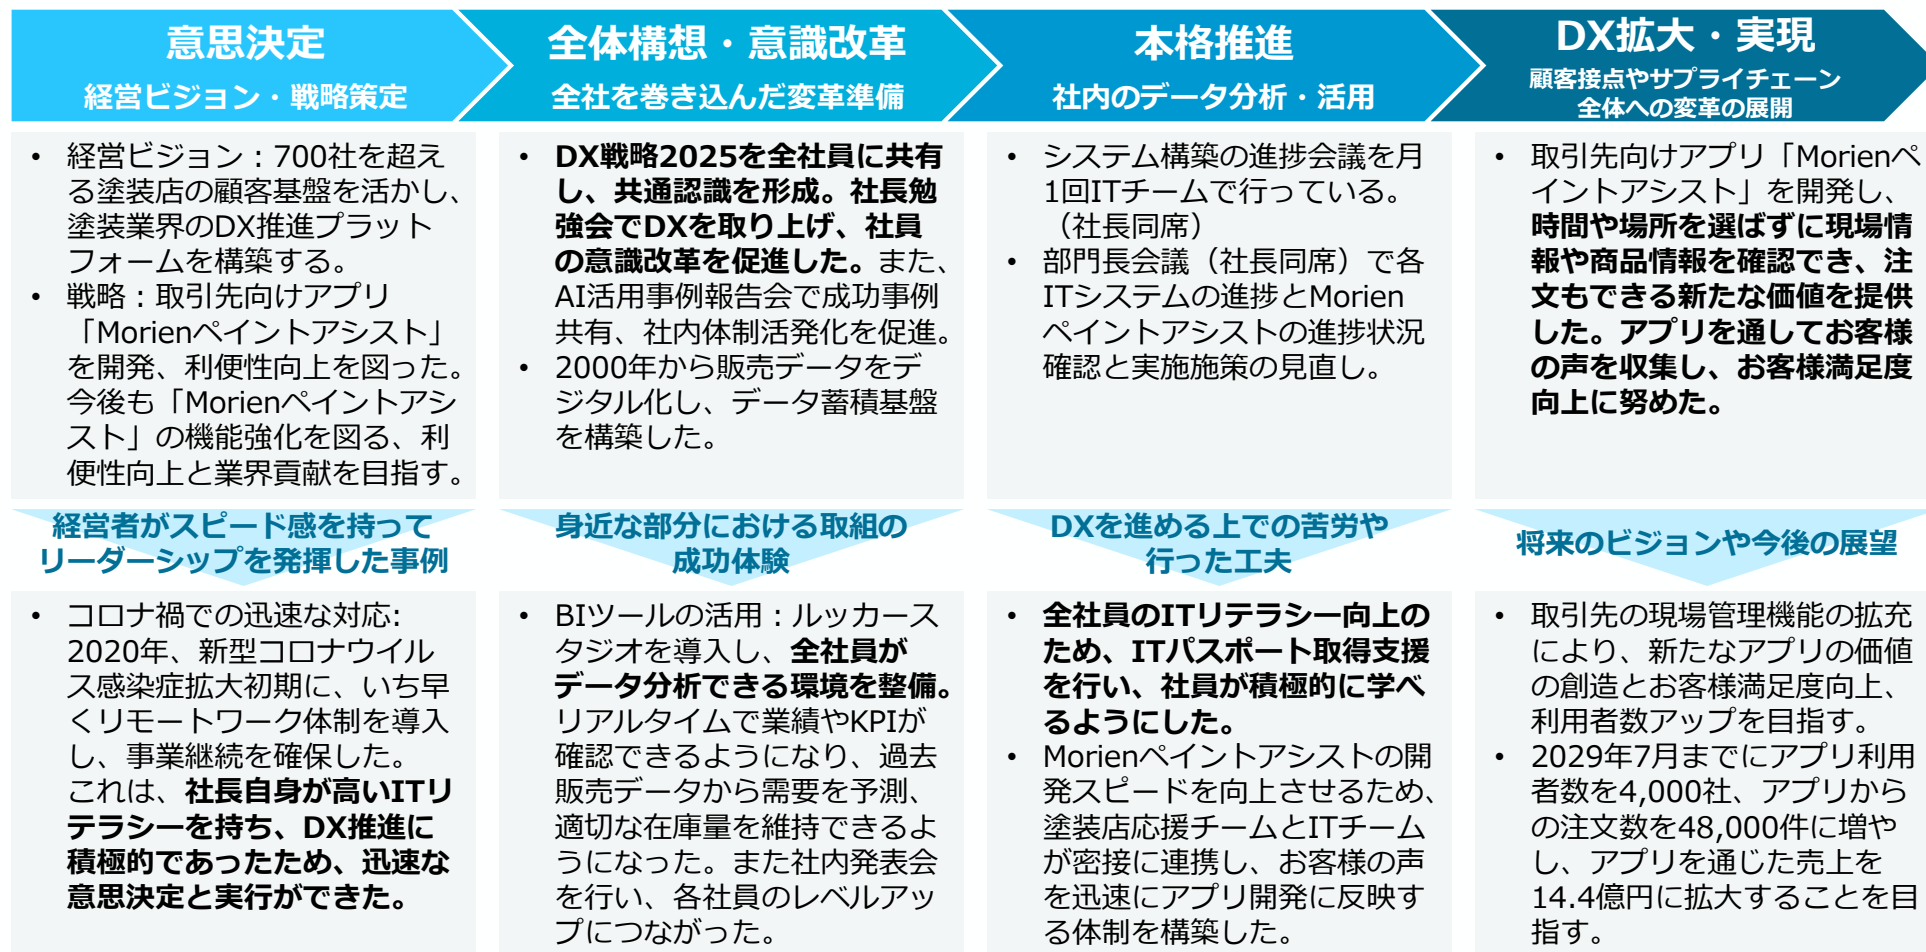 意思決定
経営ビジョン・戦略策定
全体構想・意識改革
全社を巻き込んだ変革準備
本格推進
社内のデータ分析・活用
DX拡大・実現
顧客接点やサプライチェーン
全体への変革の展開
• 経営ビジョン：700社を超え
る塗装店の顧客基盤を活かし、
塗装業界のDX推進プラット
フォームを構築する。
• 戦略：取引先向けアプリ
「Morienペイントアシスト」
を開発、利便性向上を図った。
今後も「Morienペイントアシ
スト」の機能強化を図る、利
便性向上と業界貢献を目指す。
• DX戦略2025を全社員に共有
し、共通認識を形成。社長勉
強会でDXを取り上げ、社員
の意識改革を促進した。また、
AI活用事例報告会で成功事例
共有、社内体制活発化を促進。
• 2000年から販売データをデ
ジタル化し、データ蓄積基盤
を構築した。
• システム構築の進捗会議を月
1回ITチームで行っている。
（社長同席）
• 部門長会議（社長同席）で各
ITシステムの進捗とMorien
ペイントアシストの進捗状況
確認と実施施策の見直し。
• 取引先向けアプリ「Morienペ
イントアシスト」を開発し、
時間や場所を選ばずに現場情
報や商品情報を確認でき、注
文もできる新たな価値を提供
した。アプリを通してお客様
の声を収集し、お客様満足度
向上に努めた。
経営者がスピード感を持って
リーダーシップを発揮した事例
身近な部分における取組の
成功体験
DXを進める上での苦労や
行った工夫
将来のビジョンや今後の展望
• コロナ禍での迅速な対応:
2020年、新型コロナウイル
ス感染症拡大初期に、いち早
くリモートワーク体制を導入
し、事業継続を確保した。
これは、社長自身が高いITリ
テラシーを持ち、DX推進に
積極的であったため、迅速な
意思決定と実行ができた。
• BIツールの活用：ルッカース
タジオを導入し、全社員が
データ分析できる環境を整備。
リアルタイムで業績やKPIが
確認できるようになり、過去
販売データから需要を予測、
適切な在庫量を維持できるよ
うになった。また社内発表会
を行い、各社員のレベルアッ
プにつながった。
• 全社員のITリテラシー向上の
ため、ITパスポート取得支援
を行い、社員が積極的に学べ
るようにした。
• Morienペイントアシストの開
発スピードを向上させるため、
塗装店応援チームとITチーム
が密接に連携し、お客様の声
を迅速にアプリ開発に反映す
る体制を構築した。
• 取引先の現場管理機能の拡充
により、新たなアプリの価値
の創造とお客様満足度向上、
利用者数アップを目指す。
• 2029年7月までにアプリ利用
者数を4,000社、アプリから
の注文数を48,000件に増や
し、アプリを通じた売上を
14.4億円に拡大することを目
指す。